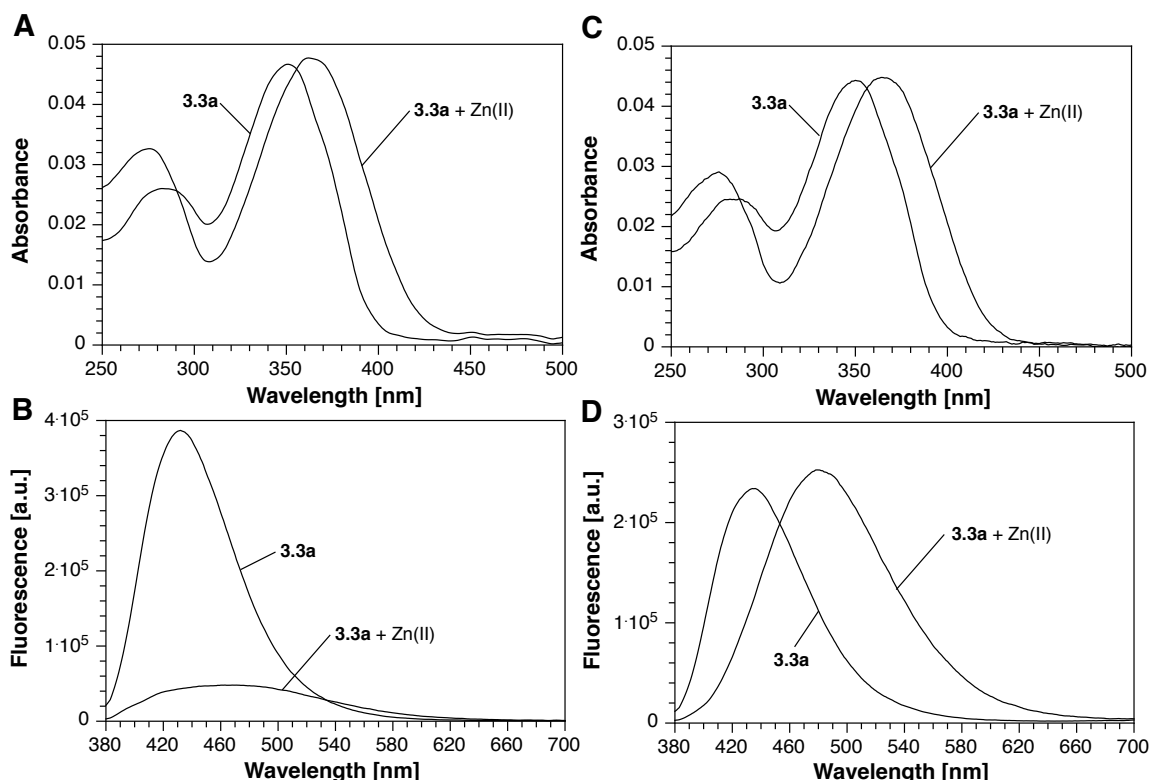 A
0.05
0.04
0.03
0.02
0.01
0
Absorbance
3.3a
3.3a + Zn(II)
250 300 350 400 450 500
Wavelength [nm]
C
0.05
0.04
0.03
0.02
0.01
0
Absorbance
3.3a
3.3a + Zn(II)
250 300 350 400 450 500
Wavelength [nm]
B
4·10⁵
3·10⁵
2·10⁵
1·10⁵
0
Fluorescence [a.u.]
3.3a
3.3a + Zn(II)
380 420 460 500 540 580 620 660 700
Wavelength [nm]
D
3·10⁵
2·10⁵
1·10⁵
0
Fluorescence [a.u.]
3.3a + Zn(II)
3.3a
380 420 460 500 540 580 620 660 700
Wavelength [nm]